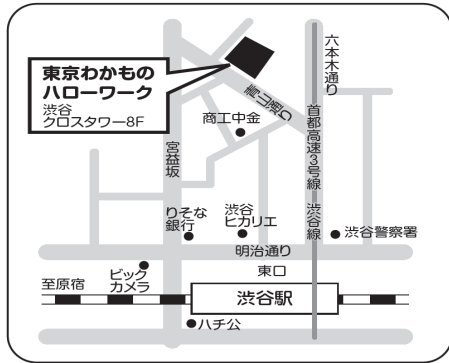 東京わかもの
ハローワーク
渋谷
クロスタワー8F
六本木通り
青山通り
商工中金
首都高速3号線
渋谷線
宮益坂
りそな
銀行
渋谷
ヒカリエ
渋谷警察署
明治通り
東口
ビック
カメラ
至原宿
渋谷駅
ハチ公